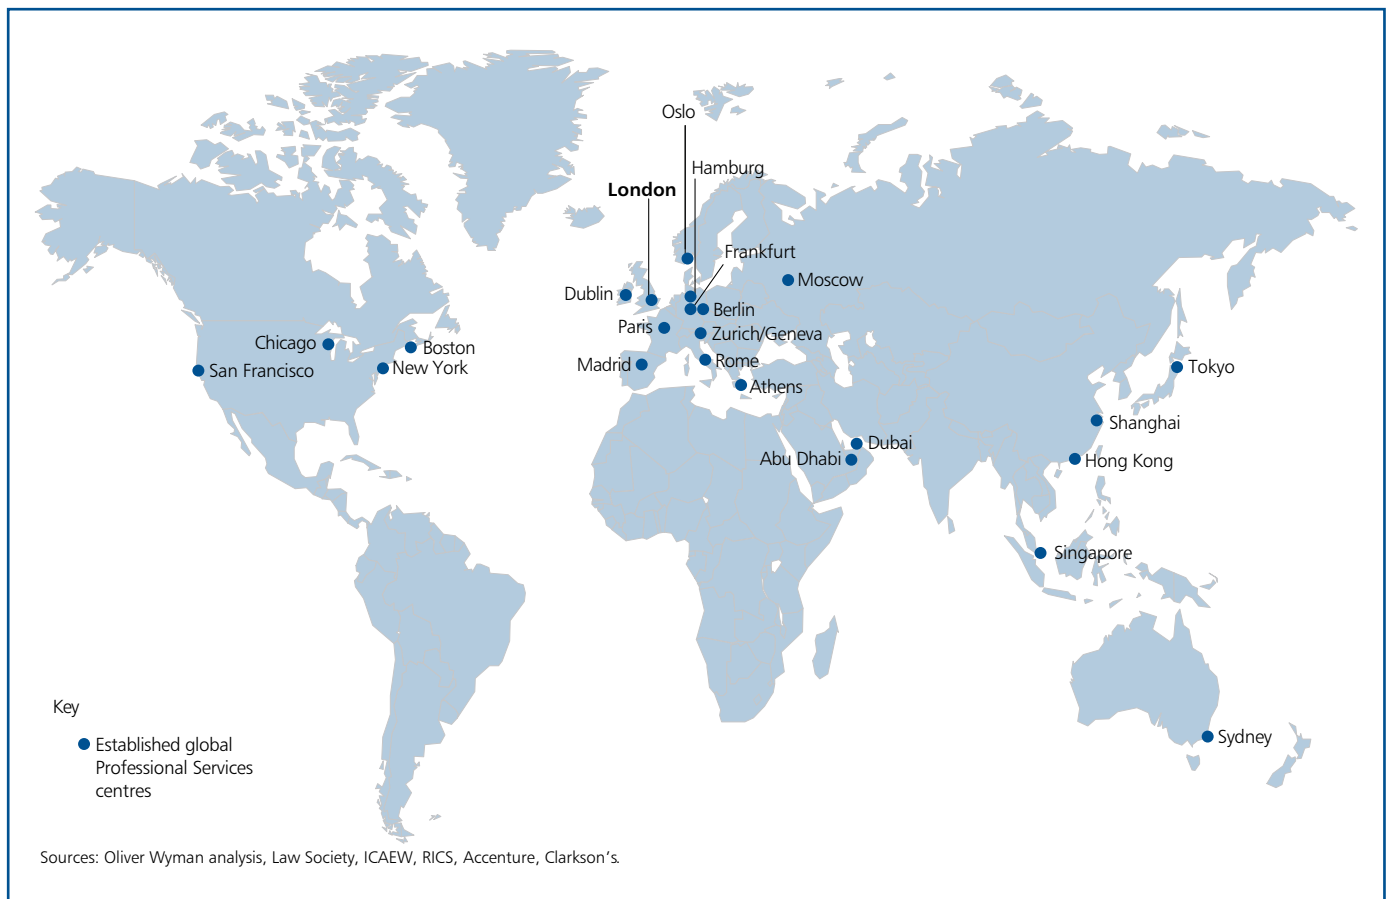 Oslo
Hamburg
London
Frankfurt
Moscow
Dublin
Berlin
Paris
Zurich/Geneva
Chicago
Boston
Madrid
Rome
San Francisco
New York
Tokyo
Athens
Shanghai
Dubai
Abu Dhabi
Hong Kong
Singapore
Key
Sydney
Established global
Professional Services
centres
Sources: Oliver Wyman analysis, Law Society, ICAEW, RICS, Accenture, Clarkson’s.